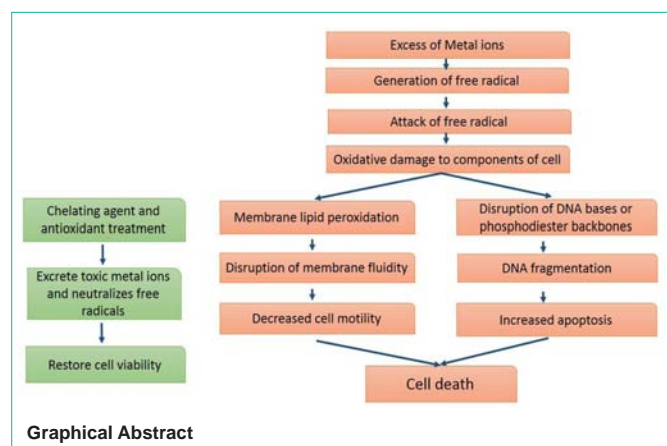 Excess of Metal ions
Generation of free radical
Attack of free radical
Oxidative damage to components of cell
Chelating agent and
antioxidant treatment
Excrete toxic metal ions
and neutralizes free
radicals
Restore cell viability
Membrane lipid peroxidation
Disruption of membrane fluidity
Decreased cell motility
Disruption of DNA bases or
phosphodiester backbones
DNA fragmentation
Increased apoptosis
Cell death
Graphical Abstract